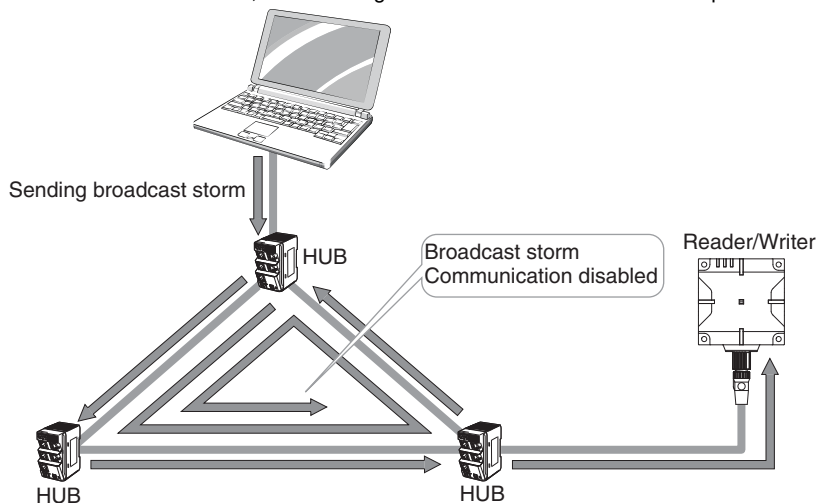 Sending broadcast storm
HUB
Broadcast storm
Communication disabled
Reader/Writer
HUB
HUB